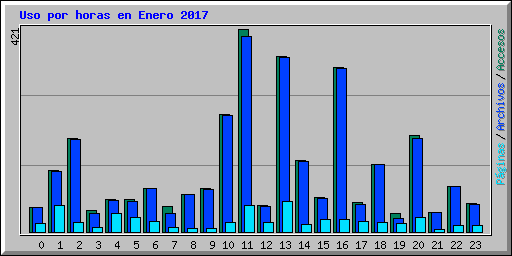 Uso por horas en Enero 2017
421
Páginas / Archivos / Accesos
0 1 2 3 4 5 6 7 8 9 10 11 12 13 14 15 16 17 18 19 20 21 22 23